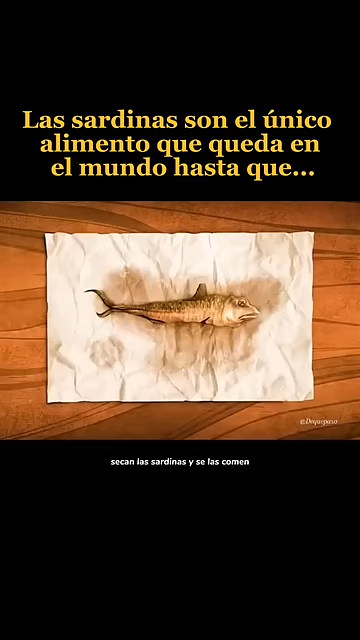 Las sardinas son el único
alimento que queda en
el mundo hasta que...
@Dequepaso
secan las sardinas y se las comen